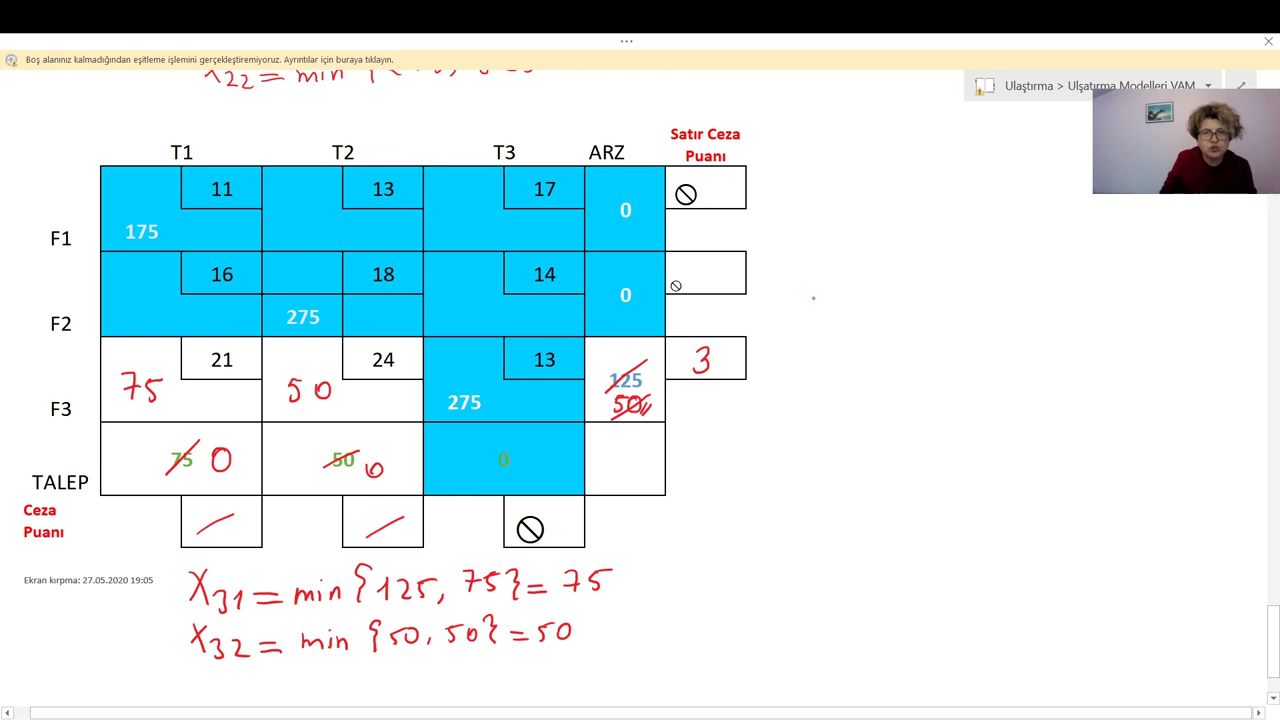 Boş alanınız kalmadığından eşitleme işlemini gerçekleştiremiyoruz. Ayrıntılar için buraya tıklayın.
X22 = min {
Ulaştırma > Ulşatırma Modelleri VAM
Satır Ceza
Puanı
T1 T2 T3 ARZ
11 13 17
0
175
F1
16 18 14
0
275
F2
21 24 13 3
75 50 125
275 50
F3
75 0 50 0 0
TALEP
Ceza
Puanı
Ekran kırpma: 27.05.2020 19:05
X31 = min {125, 75} = 75
X32 = min {50, 50} = 50